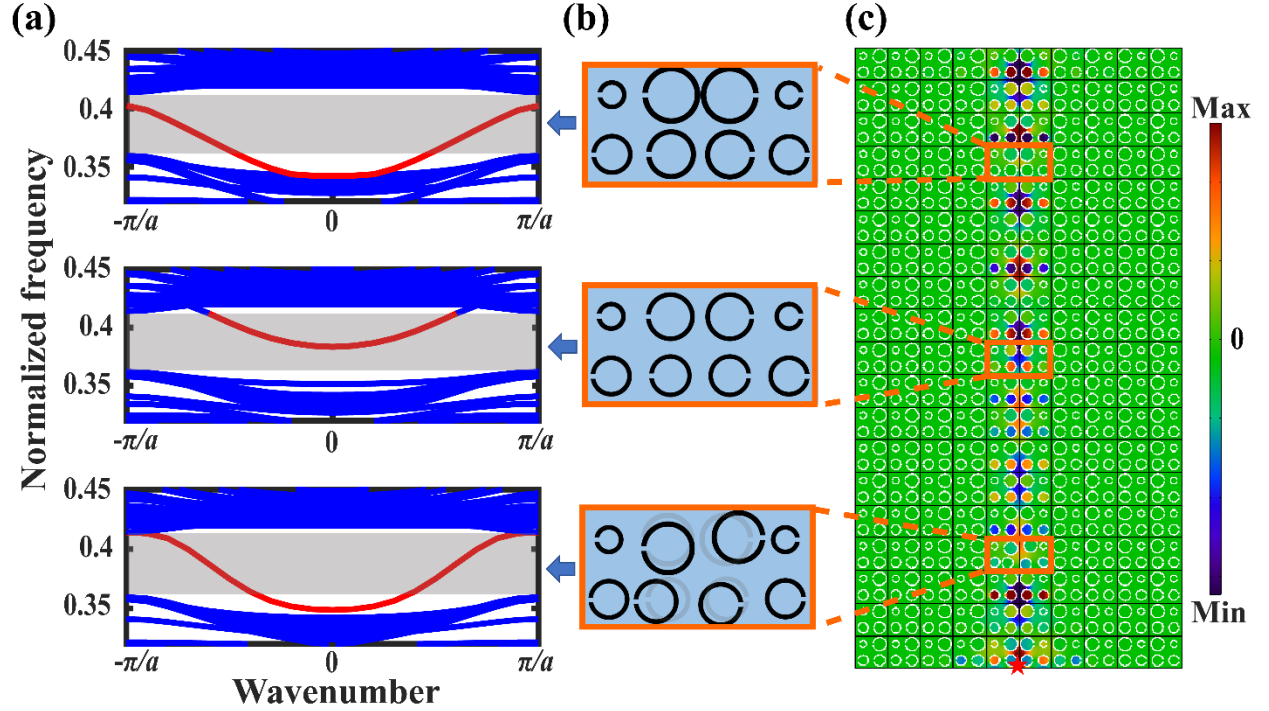 (a)
(b)
(c)
Normalized frequency
0.45
0.4
0.35
-π/a
0
π/a
0.45
0.4
0.35
-π/a
0
π/a
0.45
0.4
0.35
-π/a
0
π/a
Wavenumber
Max
0
Min